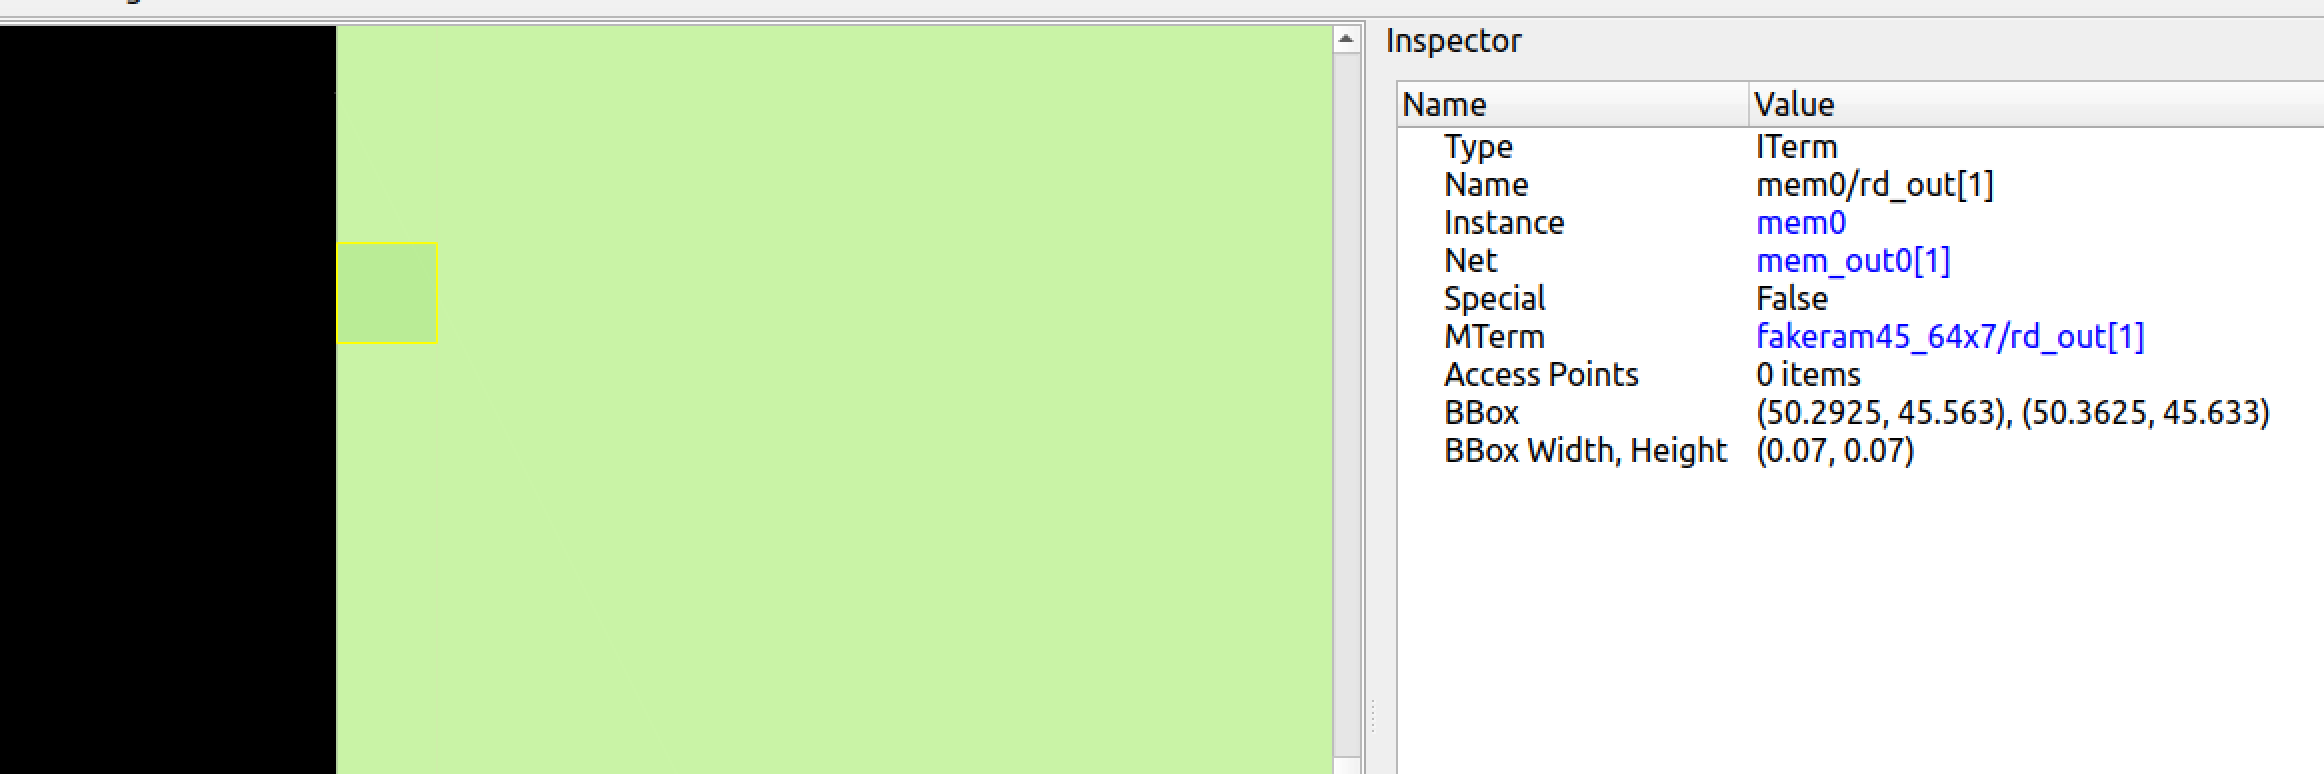 Inspector
Name Value
Type ITerm
Name mem0/rd_out[1]
Instance mem0
Net mem_out0[1]
Special False
MTerm fakeram45_64x7/rd_out[1]
Access Points 0 items
BBox (50.2925, 45.563), (50.3625, 45.633)
BBox Width, Height (0.07, 0.07)